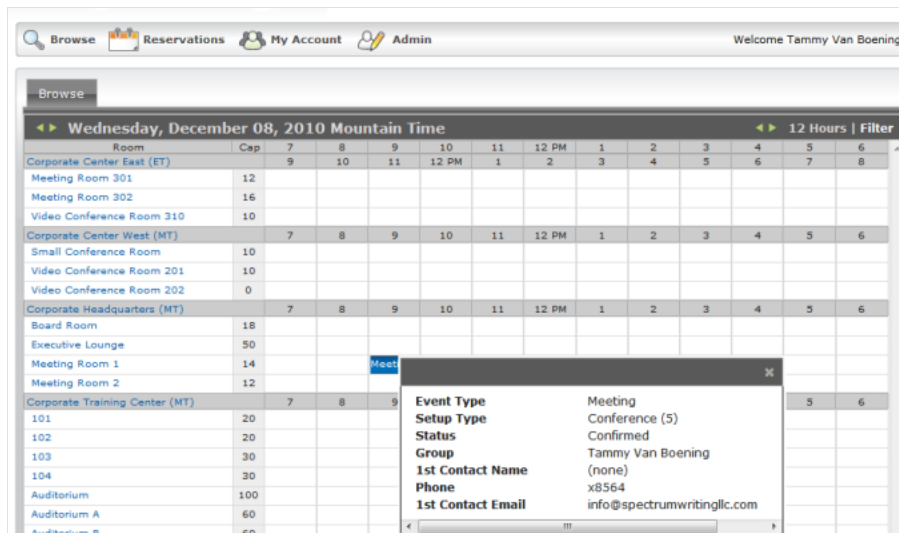 Browse Reservations My Account Admin Welcome Tammy Van Boening
Browse
Wednesday, December 08, 2010 Mountain Time 12 Hours | Filter
Room Cap 7 8 9 10 11 12 PM 1 2 3 4 5 6
Corporate Center East (ET) 9 10 11 12 PM 1 2 3 4 5 6 7 8
Meeting Room 301 12
Meeting Room 302 16
Video Conference Room 310 10
Corporate Center West (MT) 7 8 9 10 11 12 PM 1 2 3 4 5 6
Small Conference Room 10
Video Conference Room 201 10
Video Conference Room 202 0
Corporate Headquarters (MT) 7 8 9 10 11 12 PM 1 2 3 4 5 6
Board Room 18
Executive Lounge 50
Meeting Room 1 14 Meeti
Meeting Room 2 12
Corporate Training Center (MT) 7 8 9 5 6
101 20
102 20
103 30
104 30
Auditorium 100
Auditorium A 60
Auditorium B 60
Event Type Meeting
Setup Type Conference (5)
Status Confirmed
Group Tammy Van Boening
1st Contact Name (none)
Phone x8564
1st Contact Email info@spectrumwritingllc.com